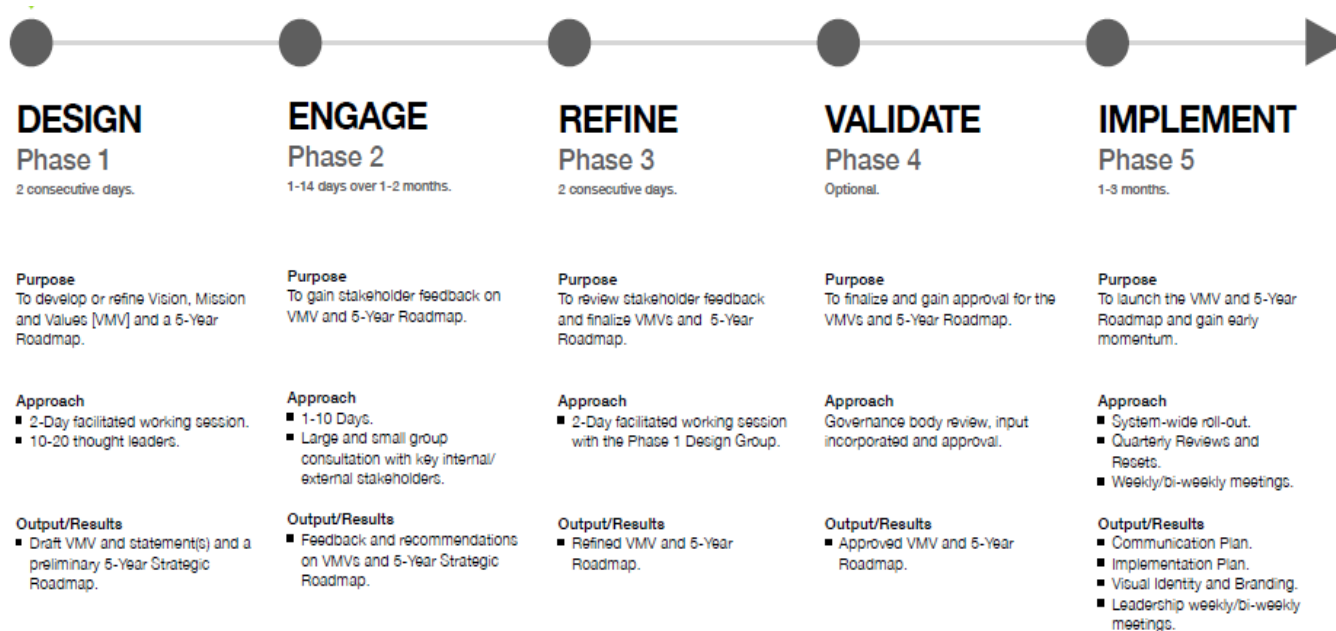 DESIGN
Phase 1
2 consecutive days.
Purpose
To develop or refine Vision, Mission
and Values [VMV] and a 5-Year
Roadmap.
Approach
■ 2-Day facilitated working session.
■ 10-20 thought leaders.
Output/Results
■ Draft VMV and statement(s) and a
preliminary 5-Year Strategic
Roadmap.
ENGAGE
Phase 2
1-14 days over 1-2 months.
Purpose
To gain stakeholder feedback on
VMV and 5-Year Roadmap.
Approach
■ 1-10 Days.
■ Large and small group
consultation with key internal/
external stakeholders.
Output/Results
■ Feedback and recommendations
on VMVs and 5-Year Strategic
Roadmap.
REFINE
Phase 3
2 consecutive days.
Purpose
To review stakeholder feedback
and finalize VMVs and 5-Year
Roadmap.
Approach
■ 2-Day facilitated working session
with the Phase 1 Design Group.
Output/Results
■ Refined VMV and 5-Year
Roadmap.
VALIDATE
Phase 4
Optional.
Purpose
To finalize and gain approval for the
VMVs and 5-Year Roadmap.
Approach
Governance body review, input
incorporated and approval.
Output/Results
■ Approved VMV and 5-Year
Roadmap.
IMPLEMENT
Phase 5
1-3 months.
Purpose
To launch the VMV and 5-Year
Roadmap and gain early
momentum.
Approach
■ System-wide roll-out.
■ Quarterly Reviews and
Resets.
■ Weekly/bi-weekly meetings.
Output/Results
■ Communication Plan.
■ Implementation Plan.
■ Visual Identity and Branding.
■ Leadership weekly/bi-weekly
meetings.